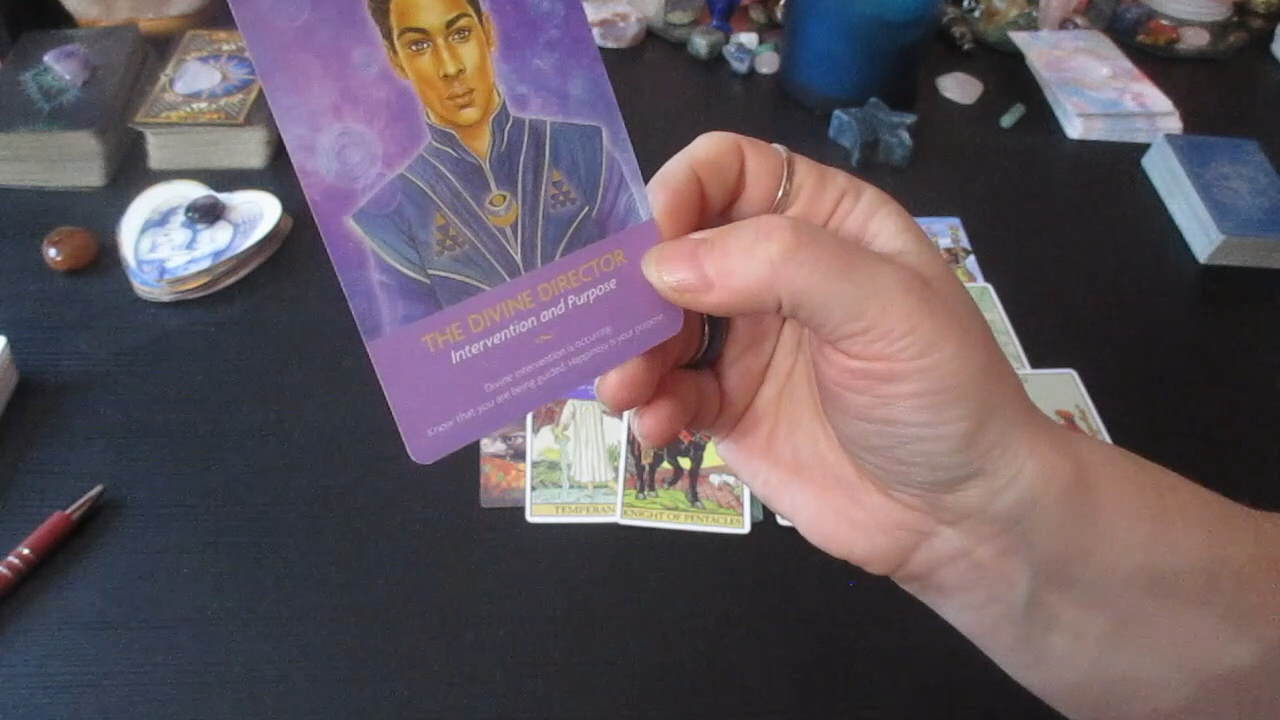 THE DIVINE DIRECTOR
Intervention and Purpose
Divine intervention is occurring.
Know that you are being guided. Happiness is your purpose.
TEMPERAN
KNIGHT OF PENTACLES